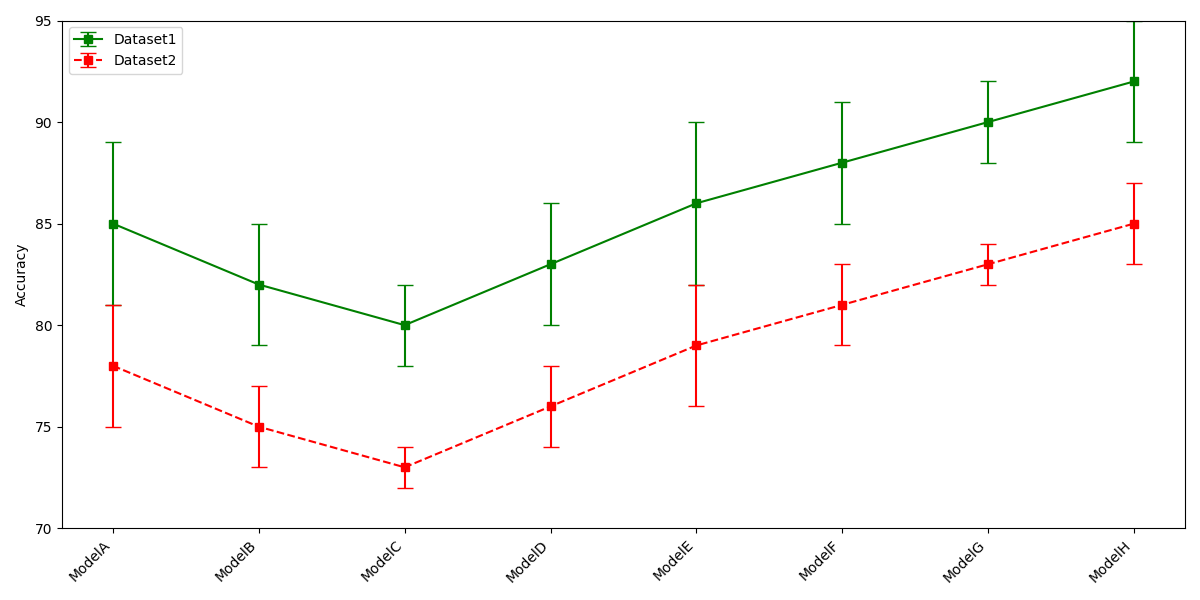 Dataset1
Dataset2
Accuracy
95
90
85
80
75
70
ModelA
ModelB
ModelC
ModelD
ModelE
ModelF
ModelG
ModelH